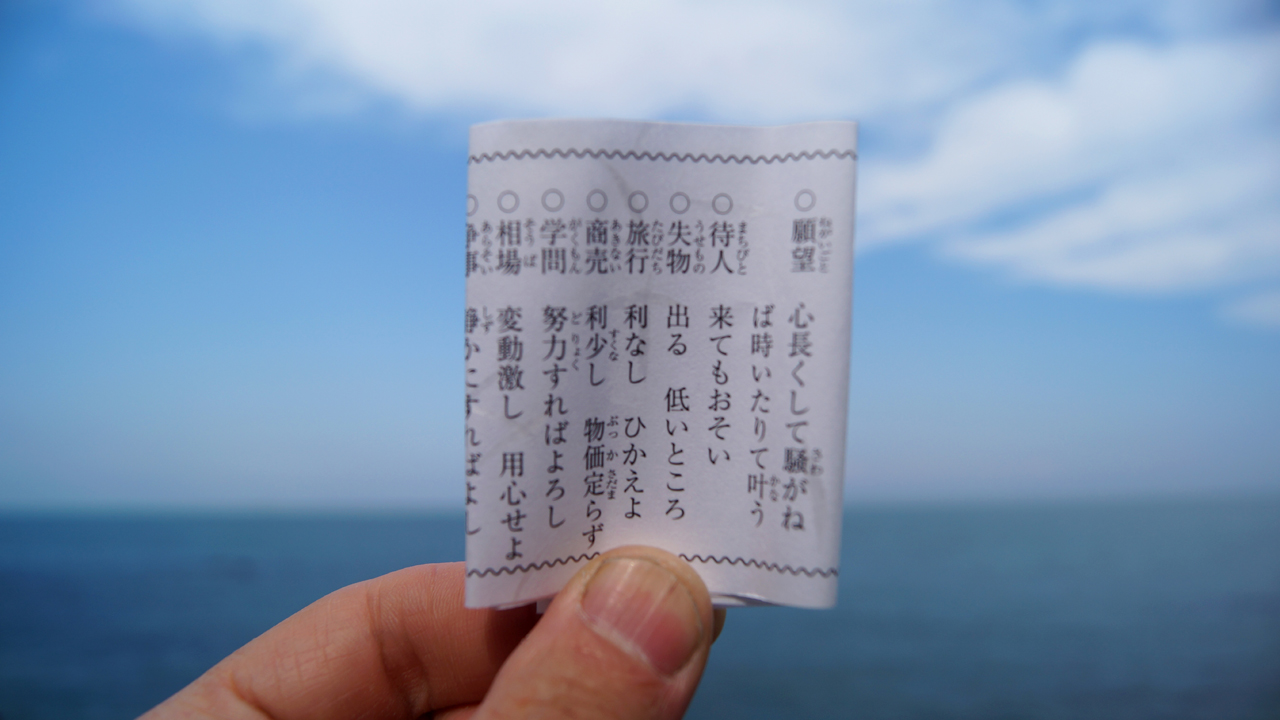 ○願望 心長くして騒がね
ば時いたりて叶う
○待人 来てもおそい
○失物 出る 低いところ
○旅行 利なし ひかえよ
○商売 利少し 物価定らず
○学問 努力すればよろし
○相場 変動激し 用心せよ
○争事 静かにすればよし